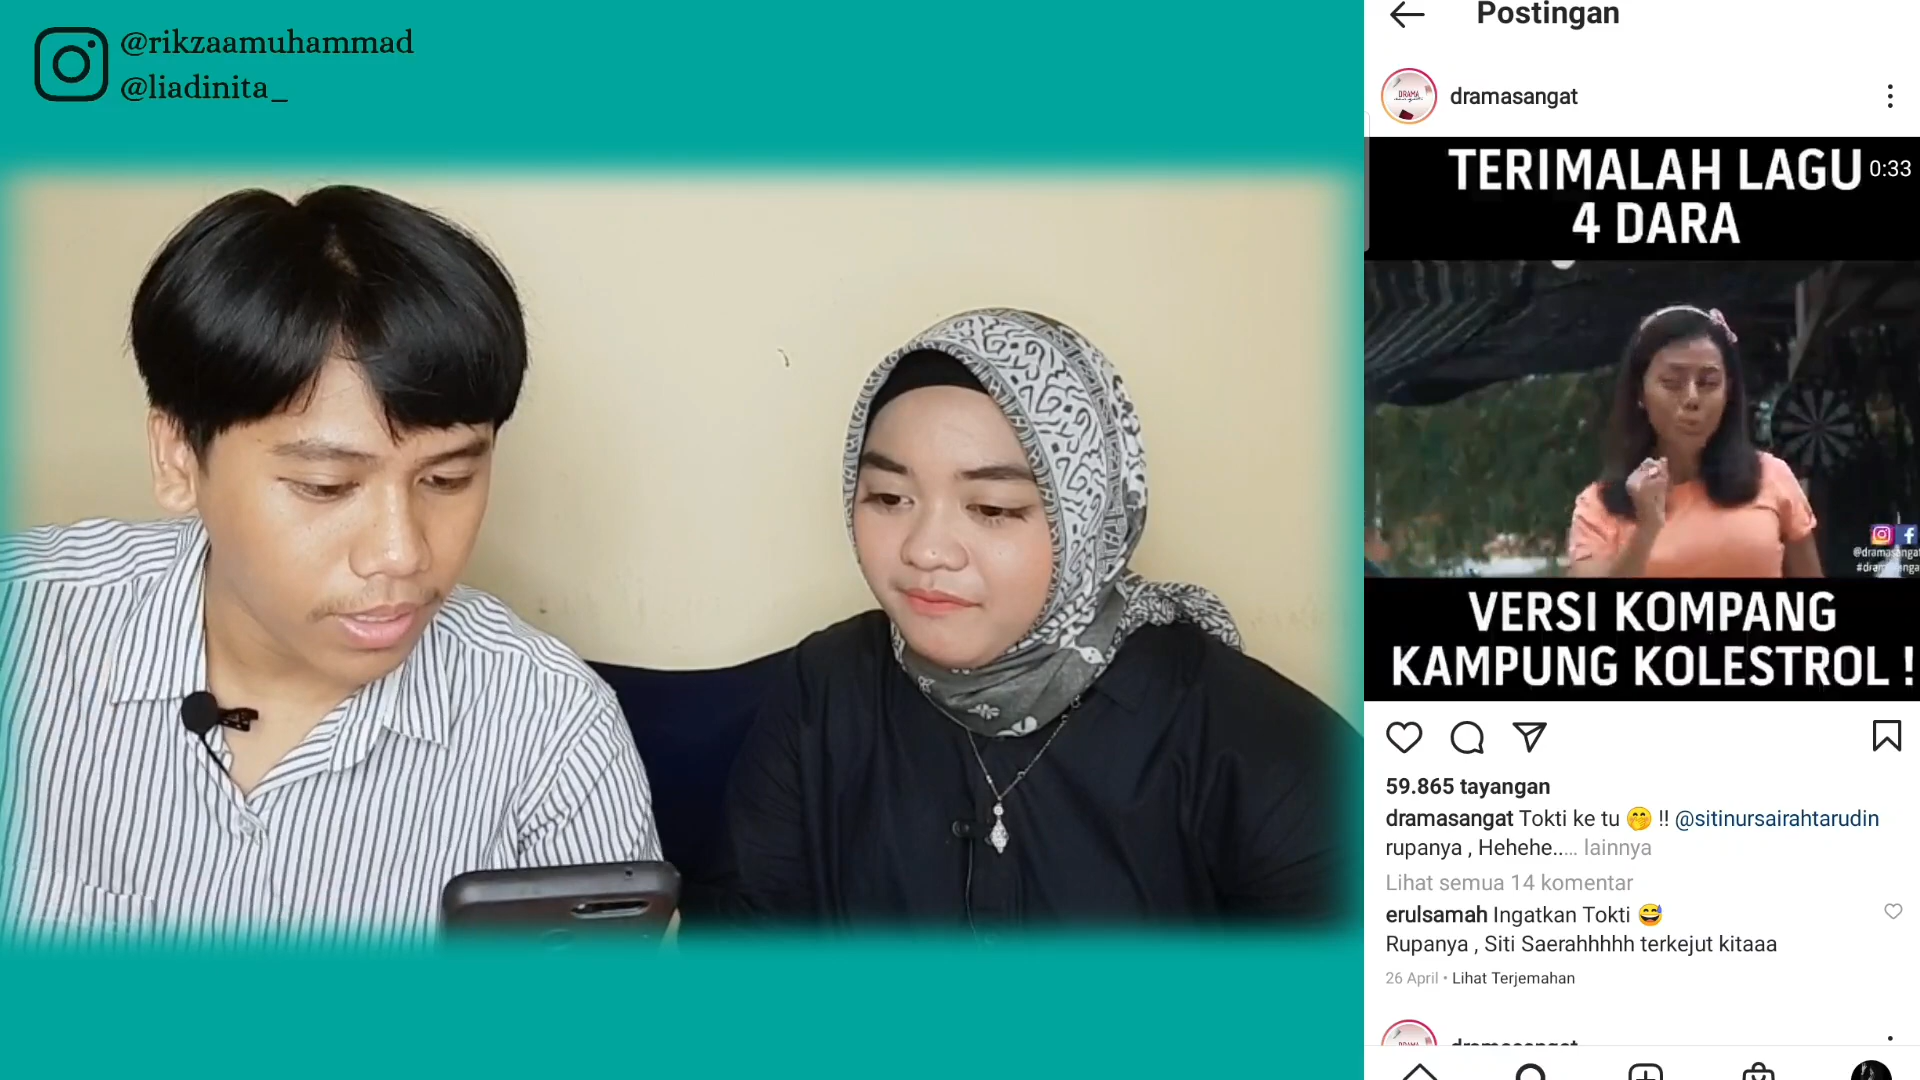 @rikzaamuhammad
@liadinita_
Postingan
dramasangat
TERIMALAH LAGU
0:33
4 DARA
VERSI KOMPANG
KAMPUNG KOLESTROL !
59.865 tayangan
dramasangat Tokti ke tu 🤭 !! @sitinursairahtarudin
rupanya , Hehehe..... lainnya
Lihat semua 14 komentar
erulsamah Ingatkan Tokti 😅
Rupanya , Siti Saerahhhhh terkejut kitaaa
26 April • Lihat Terjemahan
dramasangat